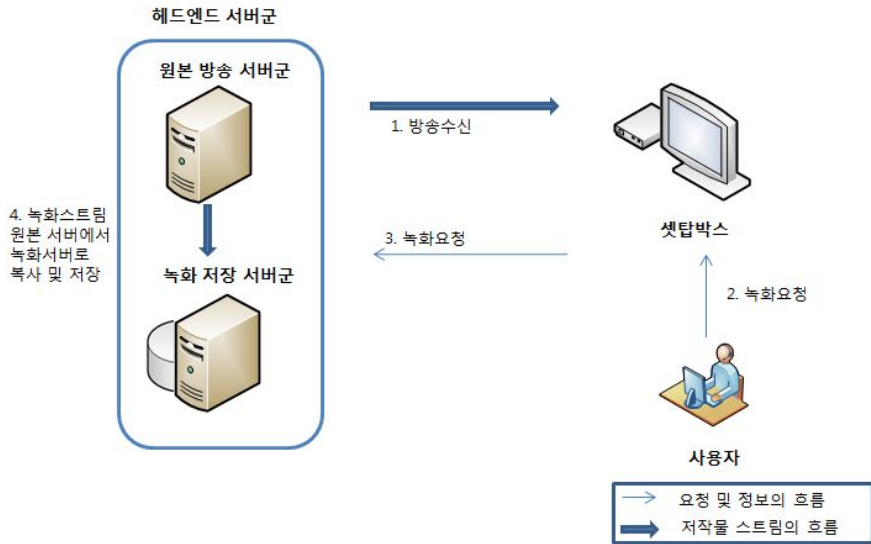 헤드엔드 서버군
원본 방송 서버군
1. 방송수신
4. 녹화스트림
원본 서버에서
녹화서버로
복사 및 저장
3. 녹화요청
셋탑박스
녹화 저장 서버군
2. 녹화요청
사용자
요청 및 정보의 흐름
저작물 스트림의 흐름